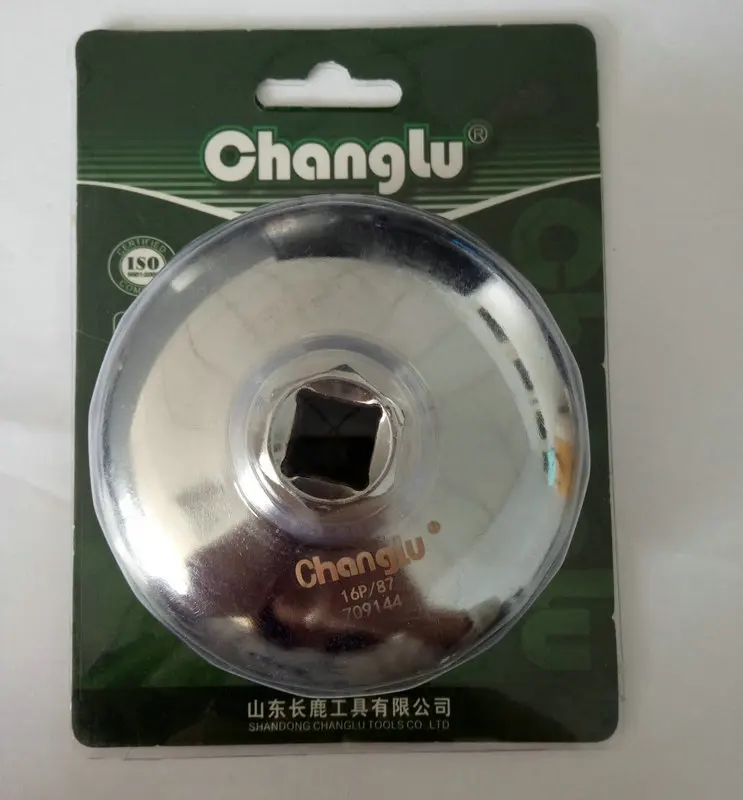 Changlu®
CERTIFIED
ISO
Changlu®
16P/87
709144
山东长鹿工具有限公司
SHANDONG CHANGLU TOOLS CO .LTD